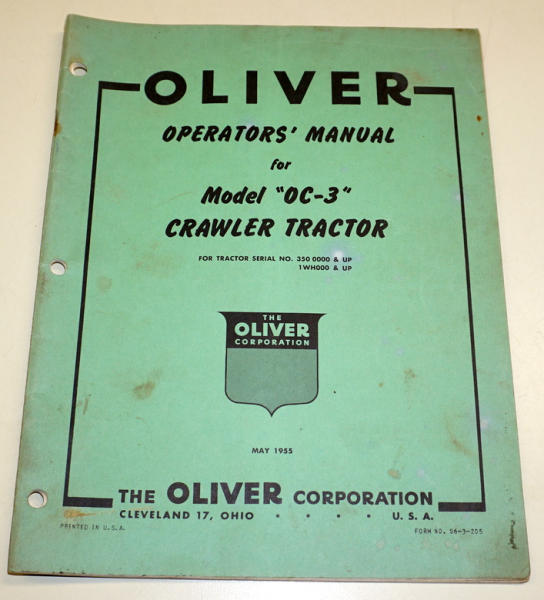 OLIVER
OPERATORS' MANUAL
for
Model "OC-3"
CRAWLER TRACTOR
FOR TRACTOR SERIAL NO. 350 0000 & UP
1WH000 & UP
THE
OLIVER
CORPORATION
MAY 1955
THE OLIVER CORPORATION
CLEVELAND 17, OHIO . . . . U. S. A.
PRINTED IN U. S. A.
FORM NO. S6-3-205